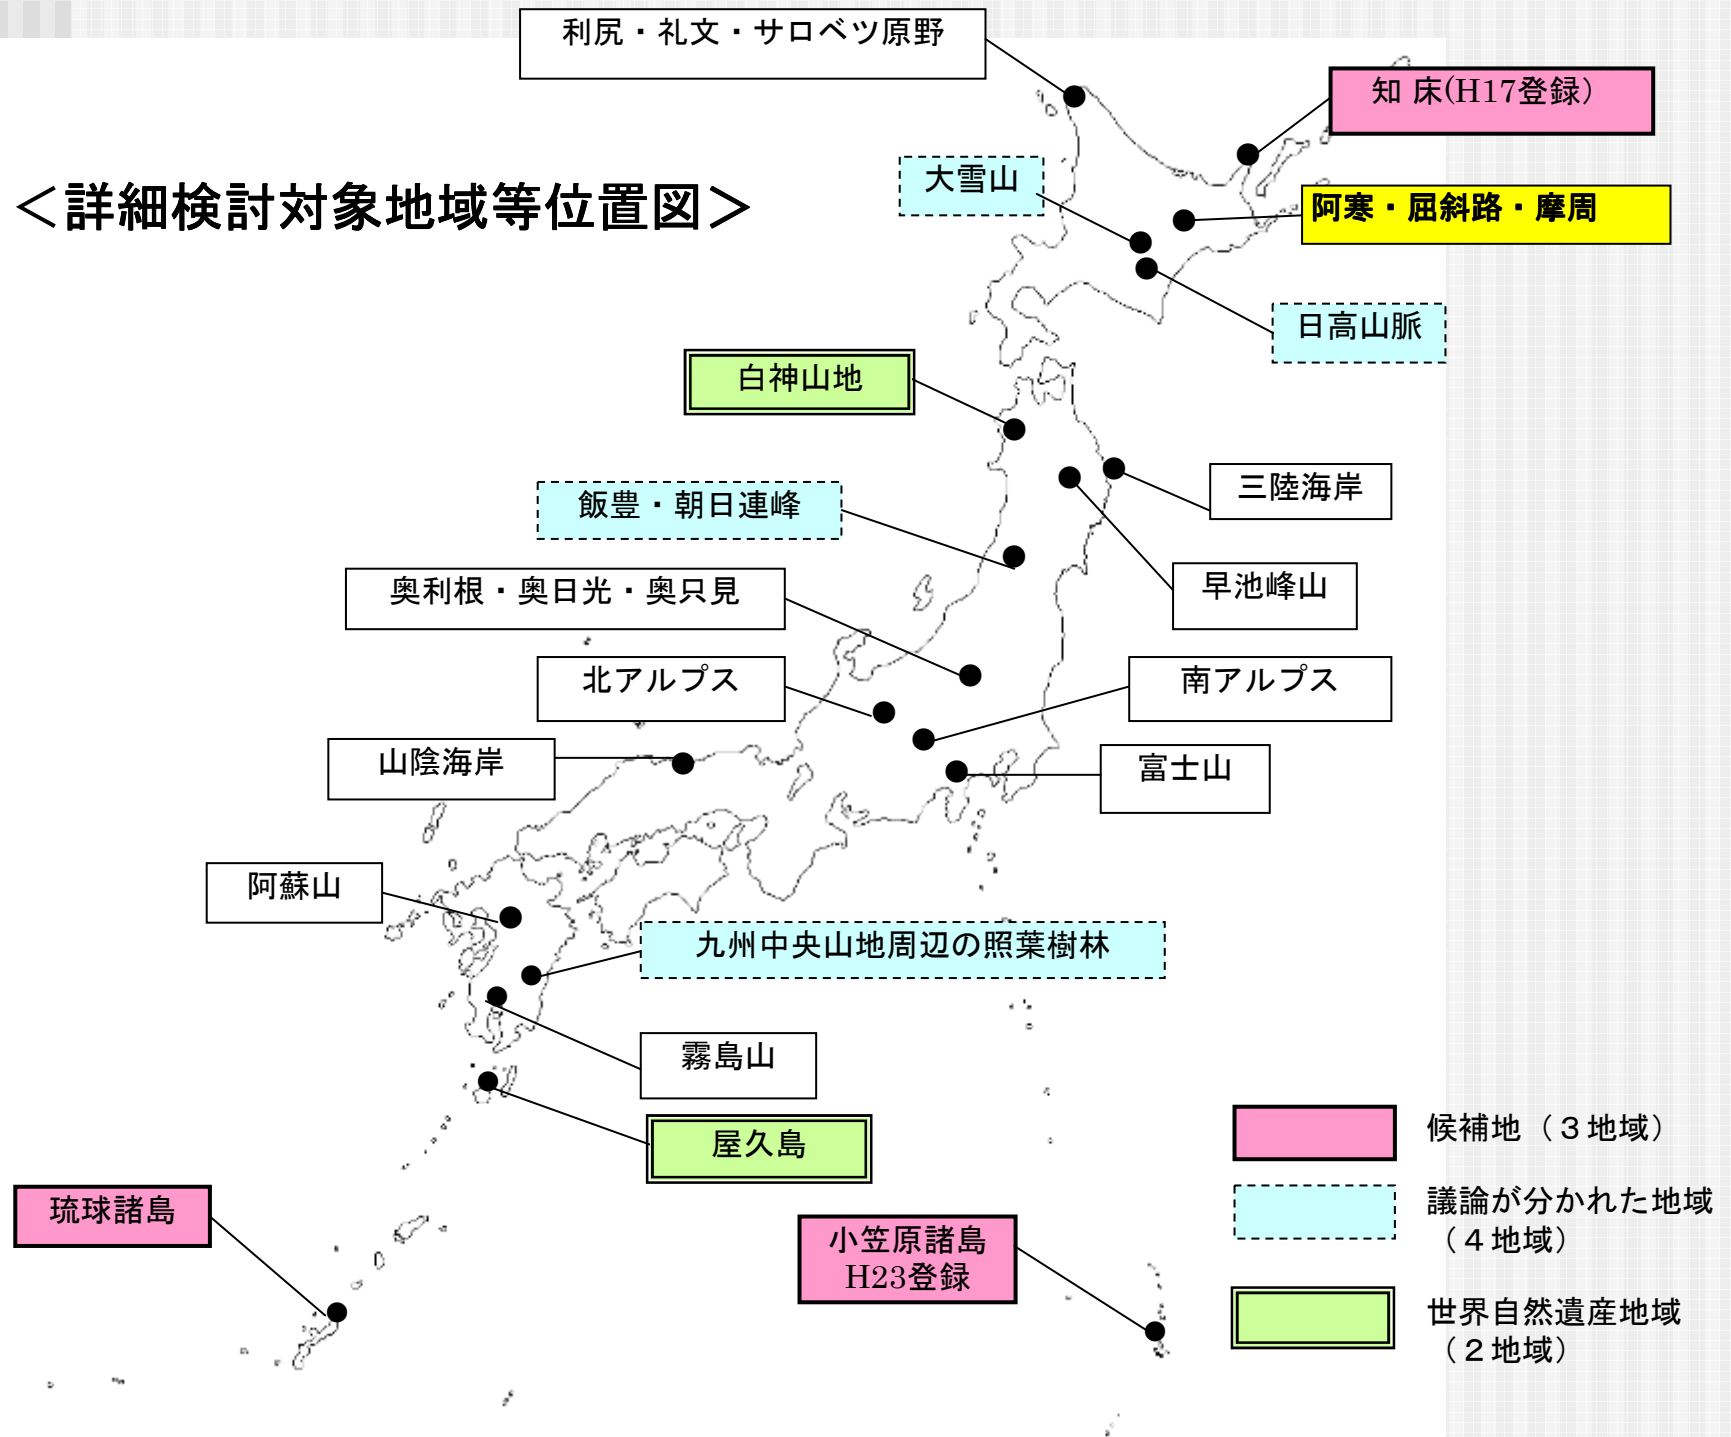 利尻・礼文・サロベツ原野
知 床(H17登録）
＜詳細検討対象地域等位置図＞
大雪山
阿寒・屈斜路・摩周
日高山脈
白神山地
三陸海岸
飯豊・朝日連峰
早池峰山
奥利根・奥日光・奥只見
北アルプス
南アルプス
山陰海岸
富士山
阿蘇山
九州中央山地周辺の照葉樹林
霧島山
屋久島
琉球諸島
小笠原諸島
H23登録
候補地（３地域）
議論が分かれた地域
（４地域）
世界自然遺産地域
（２地域）